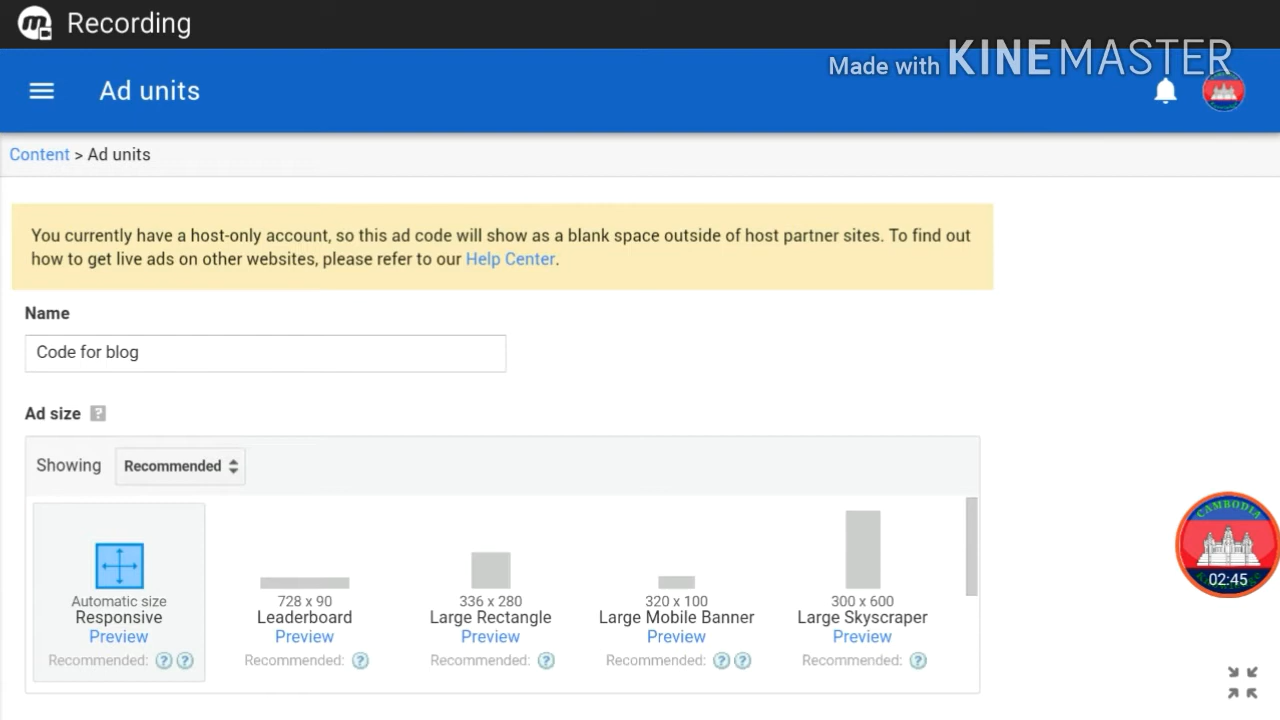 Recording
Made with KINEMASTER
Ad units
Content > Ad units
You currently have a host-only account, so this ad code will show as a blank space outside of host partner sites. To find out
how to get live ads on other websites, please refer to our Help Center.
Name
Code for blog
Ad size ?
Showing Recommended
Automatic size
Responsive
Preview
Recommended: ? ?
728 x 90
Leaderboard
Preview
Recommended: ?
336 x 280
Large Rectangle
Preview
Recommended: ?
320 x 100
Large Mobile Banner
Preview
Recommended: ? ?
300 x 600
Large Skyscraper
Preview
Recommended: ?
CAMBODIA
02:45